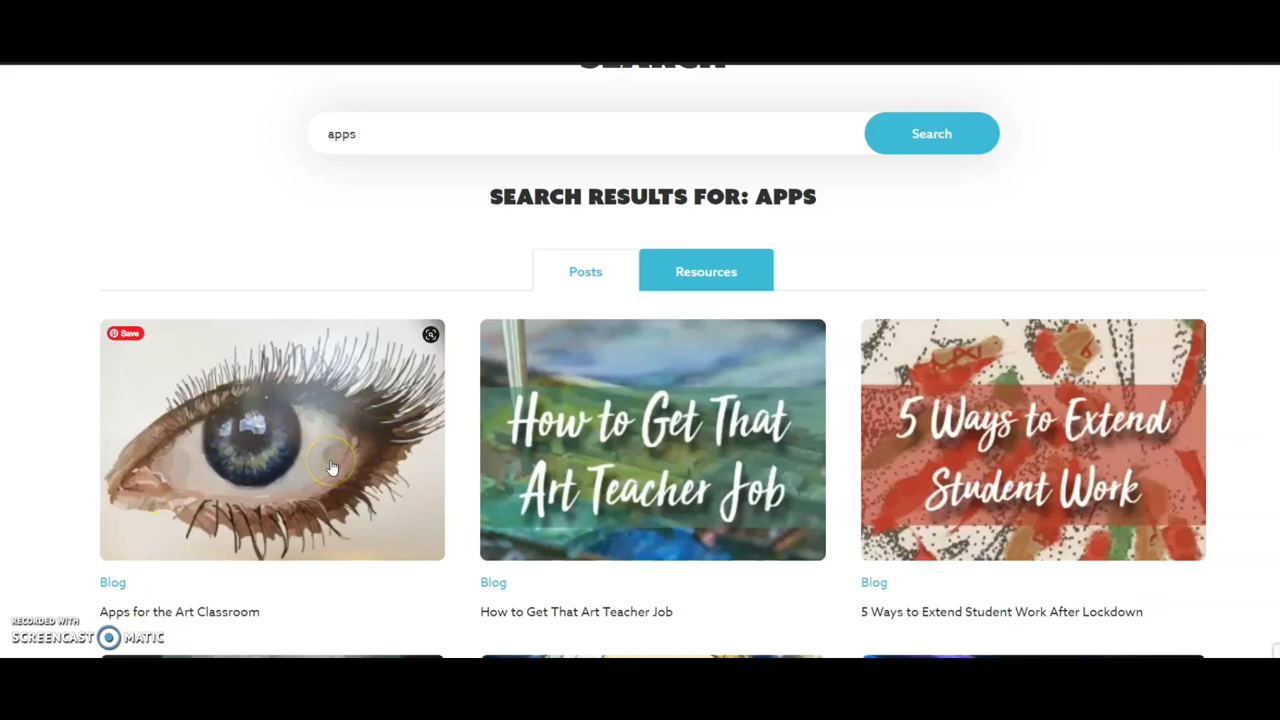 SEARCH
apps
Search
SEARCH RESULTS FOR: APPS
Posts
Resources
Save
How to Get That
Art Teacher Job
5 Ways to Extend
Student Work
Blog
Blog
Blog
Apps for the Art Classroom
How to Get That Art Teacher Job
5 Ways to Extend Student Work After Lockdown
RECORDED WITH
SCREENCAST MATIC